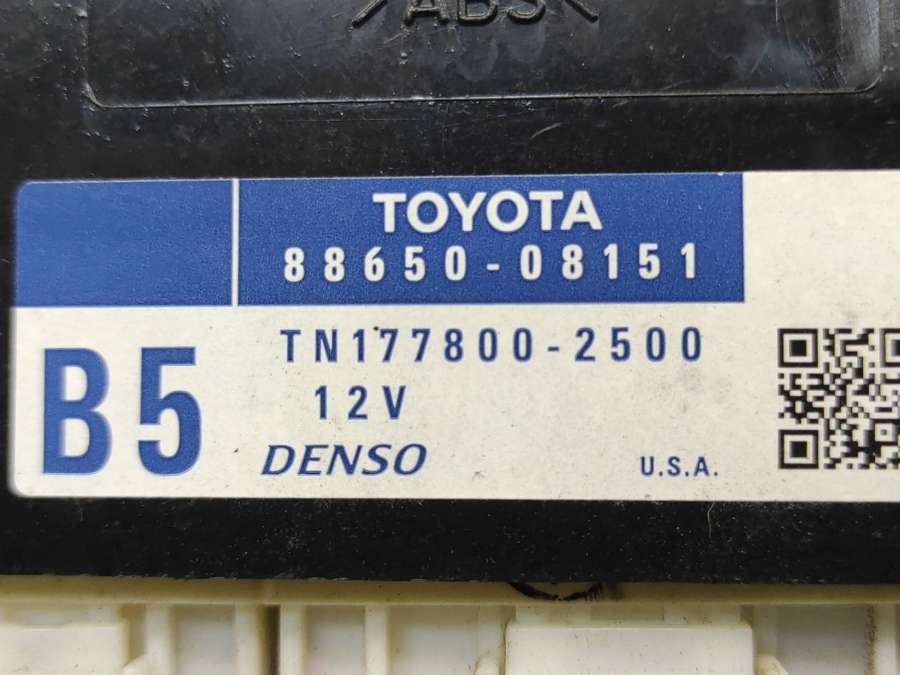 >ABS<
TOYOTA
88650-08151
B5
TN177800-2500
12V
DENSO
U.S.A.